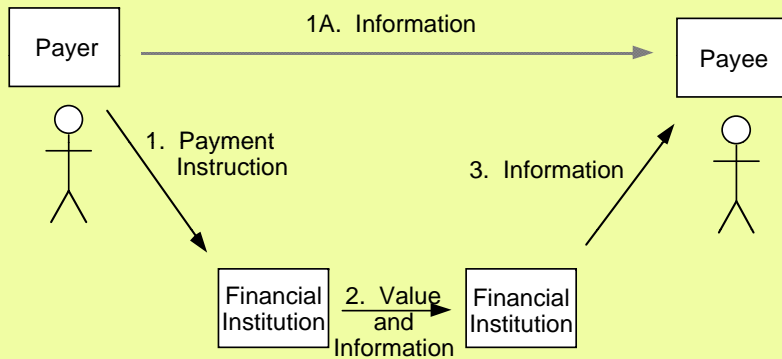 1A. Information
Payer
Payee
1. Payment
Instruction
3. Information
Financial
Institution
2. Value
and
Information
Financial
Institution